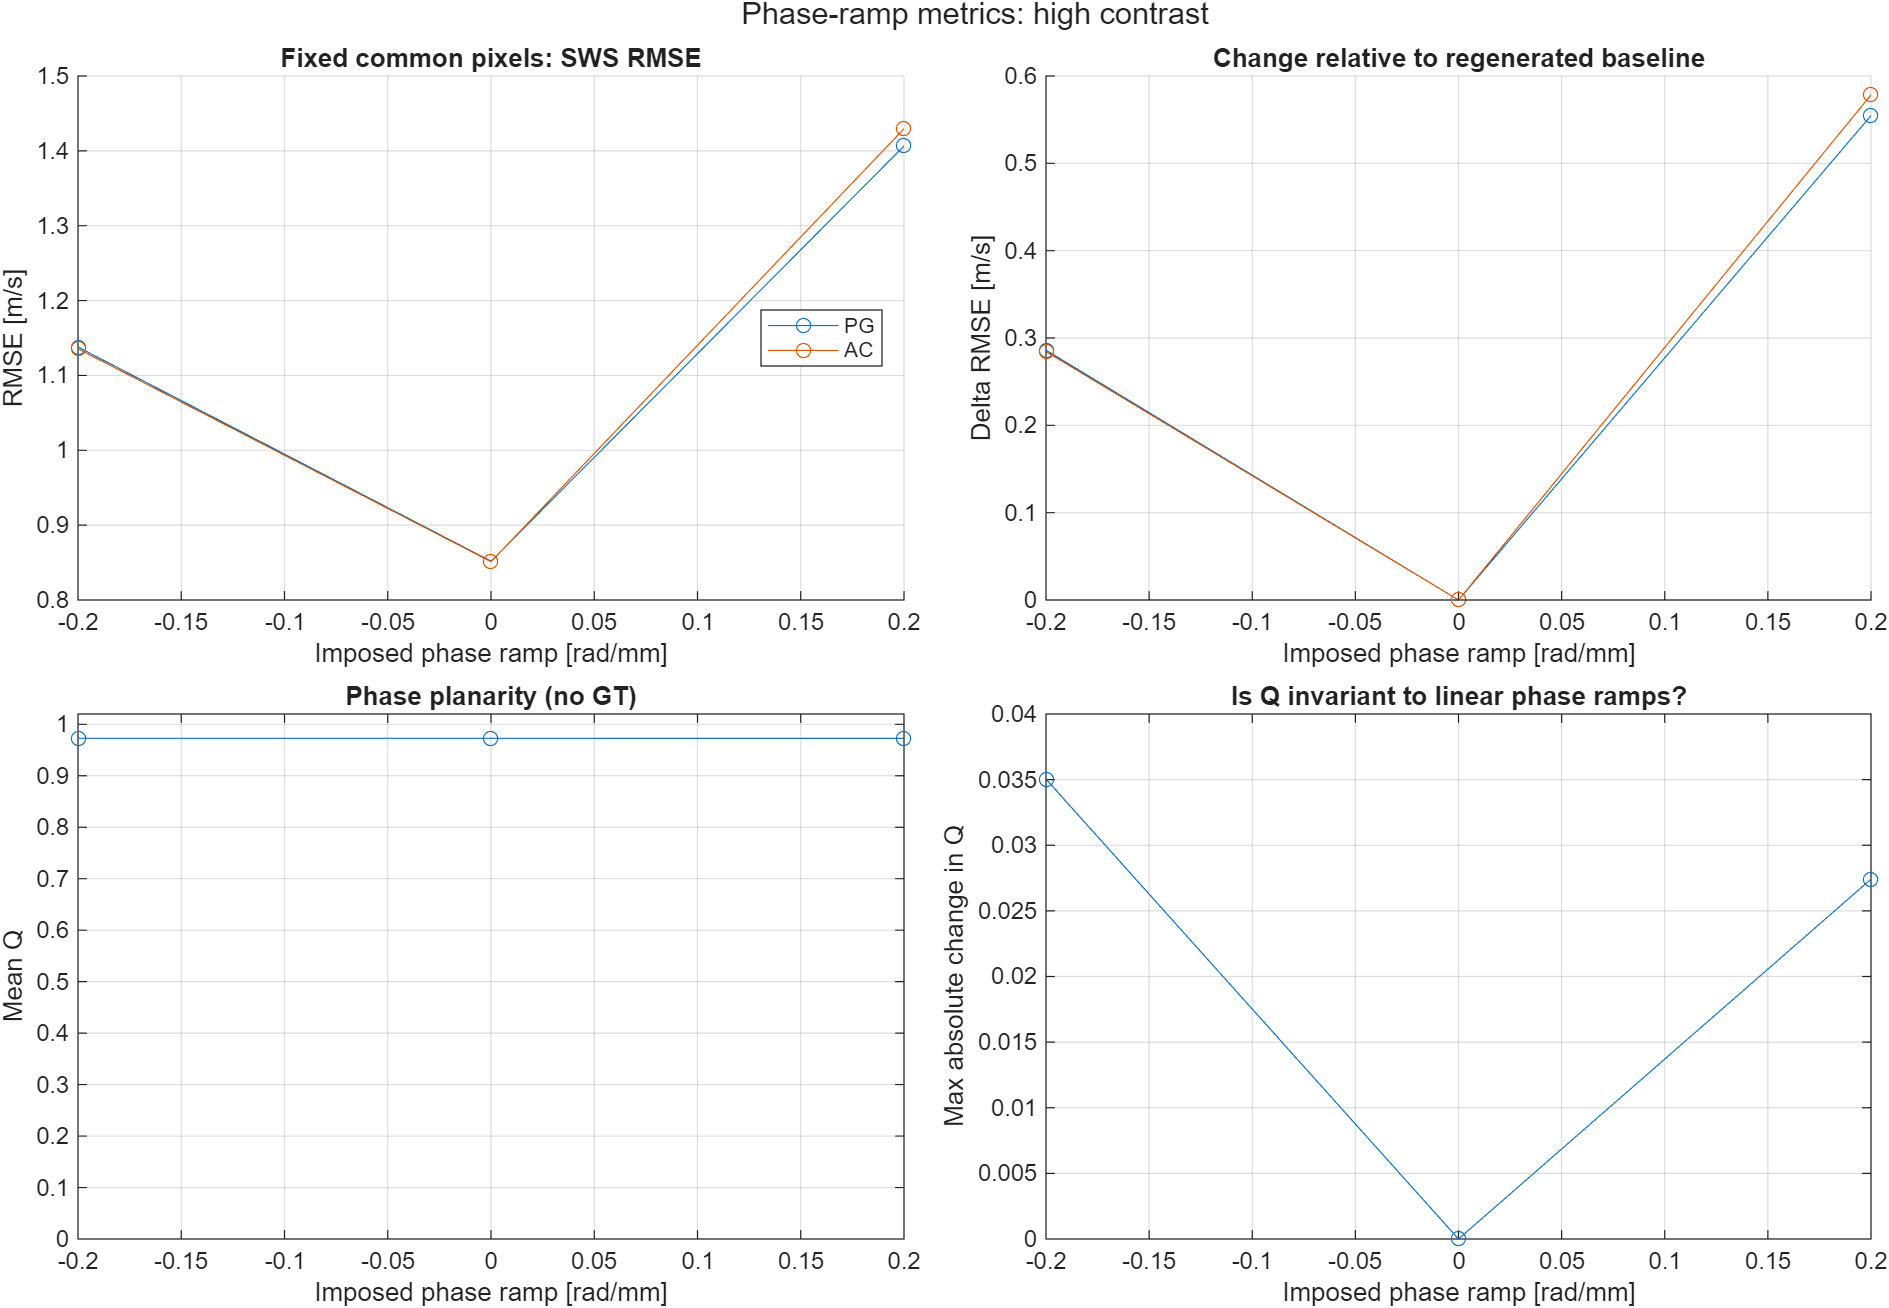 Phase-ramp metrics: high contrast
Fixed common pixels: SWS RMSE
1.5
1.4
1.3
1.2
1.1
1
0.9
0.8
RMSE [m/s]
PG
AC
-0.2 -0.15 -0.1 -0.05 0 0.05 0.1 0.15 0.2
Imposed phase ramp [rad/mm]
Change relative to regenerated baseline
0.6
0.5
0.4
0.3
0.2
0.1
0
Delta RMSE [m/s]
-0.2 -0.15 -0.1 -0.05 0 0.05 0.1 0.15 0.2
Imposed phase ramp [rad/mm]
Phase planarity (no GT)
1
0.9
0.8
0.7
0.6
0.5
0.4
0.3
0.2
0.1
0
Mean Q
-0.2 -0.15 -0.1 -0.05 0 0.05 0.1 0.15 0.2
Imposed phase ramp [rad/mm]
Is Q invariant to linear phase ramps?
0.04
0.035
0.03
0.025
0.02
0.015
0.01
0.005
0
Max absolute change in Q
-0.2 -0.15 -0.1 -0.05 0 0.05 0.1 0.15 0.2
Imposed phase ramp [rad/mm]